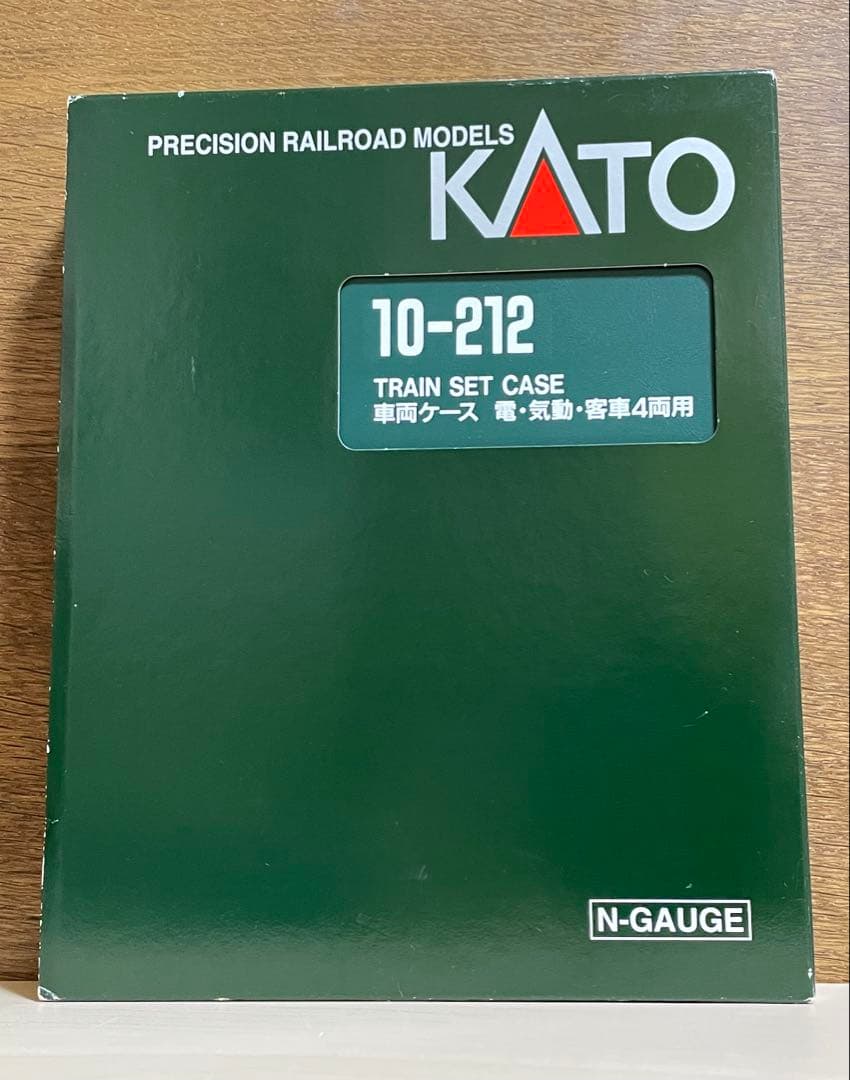 PRECISION RAILROAD MODELS
KATO
10-212
TRAIN SET CASE
車両ケース 電・気動・客車4両用
N-GAUGE